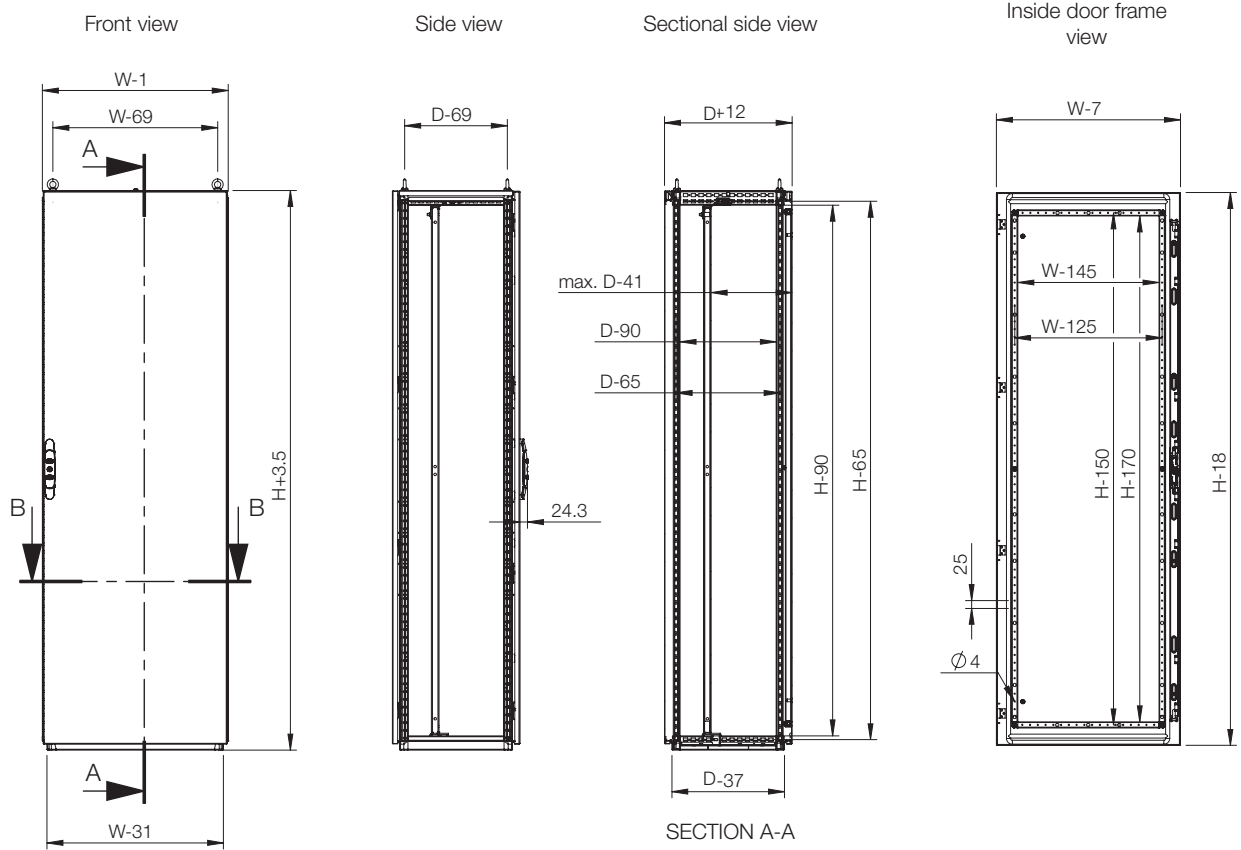 Front view
Side view
Sectional side view
Inside door frame
view
W-1
W-69
A
D-69
D+12
W-7
max. D-41
D-90
D-65
W-145
W-125
H+3.5
H-90
H-65
H-150
H-170
H-18
B
B
24.3
25
Ø 4
A
W-31
D-37
SECTION A-A